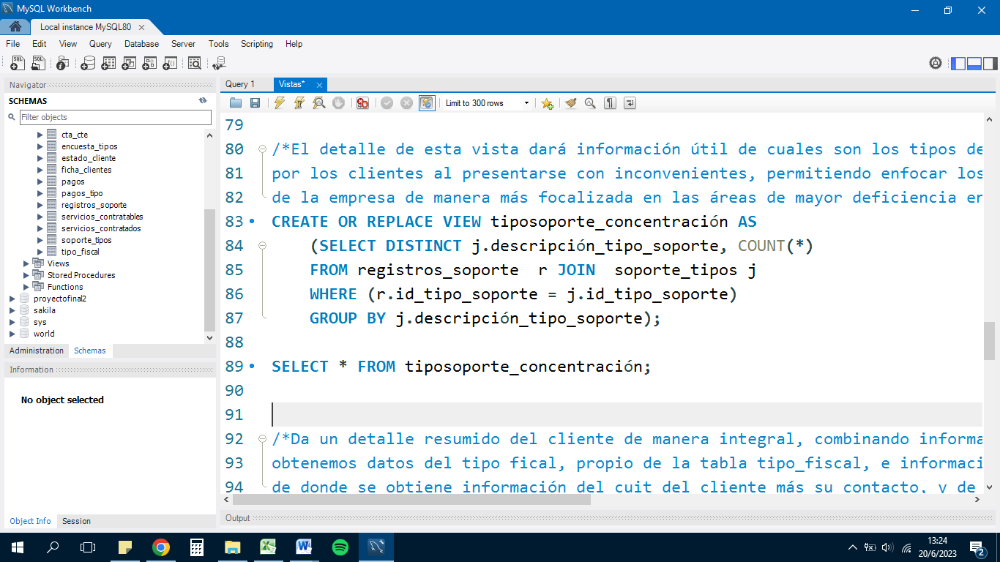 MySQL Workbench
Local instance MySQL80
File Edit View Query Database Server Tools Scripting Help
Navigator
SCHEMAS
Filter objects
cta_cte
encuesta_tipos
estado_cliente
ficha_clientes
pagos
pagos_tipo
registros_soporte
servicios_contratables
servicios_contratados
soporte_tipos
tipo_fiscal
Views
Stored Procedures
Functions
proyectofinal2
sakila
sys
world
Administration Schemas
Information
No object selected
Object Info Session
Query 1 Vistas*
Limit to 300 rows
79
80 /*El detalle de esta vista dará información útil de cuales son los tipos de
81 por los clientes al presentarse con inconvenientes, permitiendo enfocar los
82 de la empresa de manera más focalizada en las áreas de mayor deficiencia en
83 CREATE OR REPLACE VIEW tiposoporte_concentración AS
84 (SELECT DISTINCT j.descripción_tipo_soporte, COUNT(*)
85 FROM registros_soporte r JOIN soporte_tipos j
86 WHERE (r.id_tipo_soporte = j.id_tipo_soporte)
87 GROUP BY j.descripción_tipo_soporte);
88
89 SELECT * FROM tiposoporte_concentración;
90
91
92 /*Da un detalle resumido del cliente de manera integral, combinando informa
93 obtenemos datos del tipo fical, propio de la tabla tipo_fiscal, e informaci
94 de donde se obtiene información del cuit del cliente más su contacto, y de
Output
13:24
20/6/2023
2